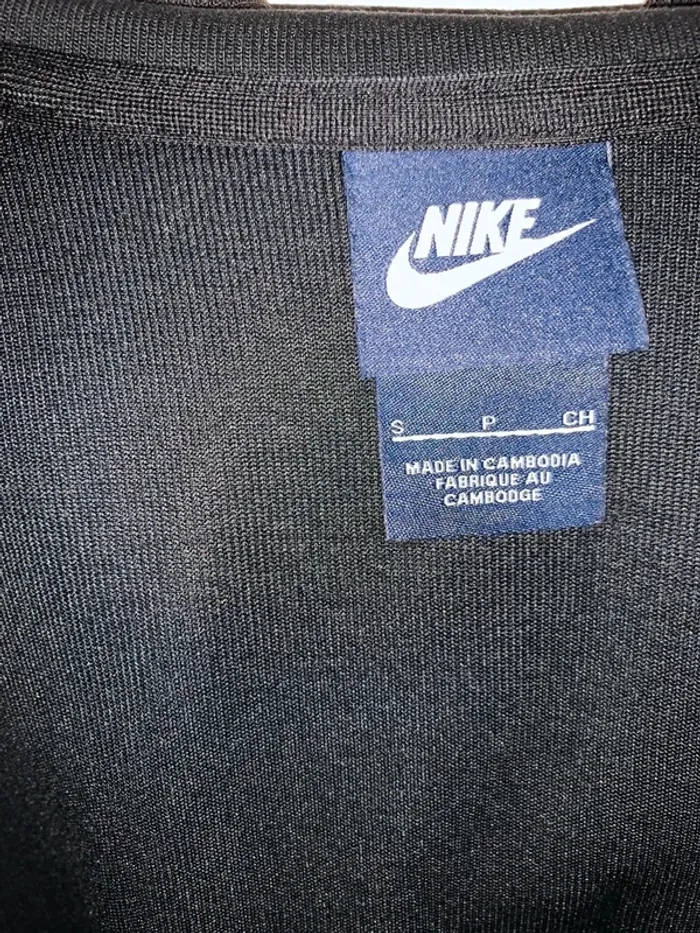 NIKE
S P CH
MADE IN CAMBODIA
FABRIQUE AU
CAMBODGE